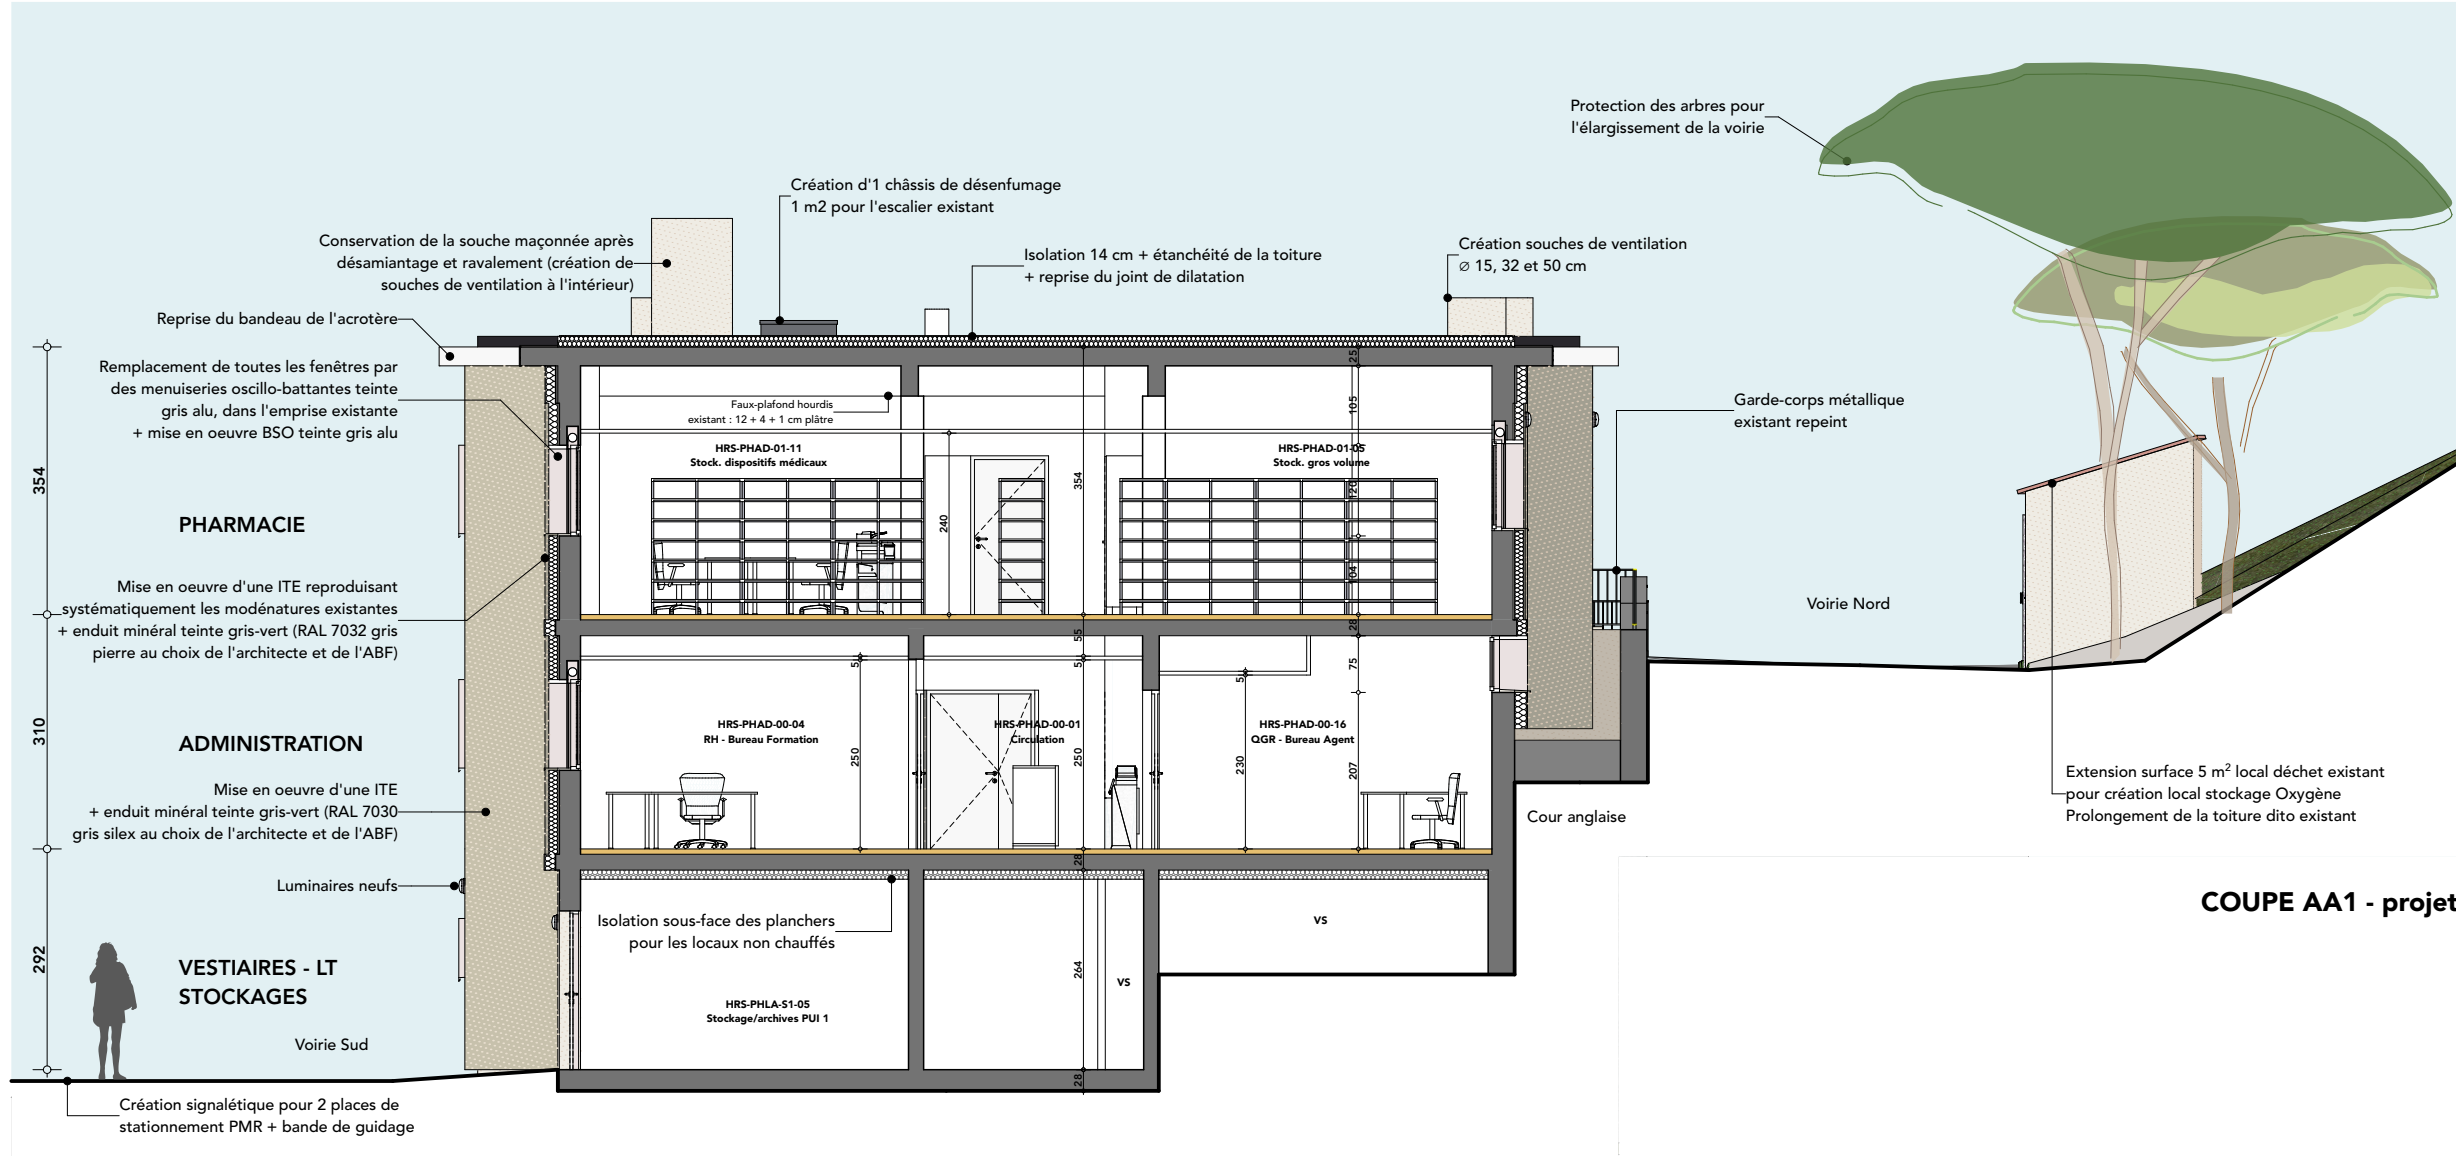 Protection des arbres pour
l'élargissement de la voirie
Création d'1 châssis de désenfumage
1 m2 pour l'escalier existant
Conservation de la souche maçonnée après
désamiantage et ravalement (création de
souches de ventilation à l'intérieur)
Isolation 14 cm + étanchéité de la toiture
+ reprise du joint de dilatation
Création souches de ventilation
⌀ 15, 32 et 50 cm
Reprise du bandeau de l'acrotère
Remplacement de toutes les fenêtres par
des menuiseries oscillo-battantes teinte
gris alu, dans l'emprise existante
+ mise en oeuvre BSO teinte gris alu
Faux-plafond hourdis
existant : 12 + 4 + 1 cm plâtre
Garde-corps métallique
existant repeint
HRS-PHAD-01-11
Stock. dispositifs médicaux
HRS-PHAD-01-05
Stock. gros volume
25
105
120
104
28
354
354
240
PHARMACIE
Mise en oeuvre d'une ITE reproduisant
systématiquement les modénatures existantes
+ enduit minéral teinte gris-vert (RAL 7032 gris
pierre au choix de l'architecte et de l'ABF)
Voirie Nord
55
5
5
5
75
HRS-PHAD-00-04
RH - Bureau Formation
HRS-PHAD-00-01
Circulation
HRS-PHAD-00-16
QGR - Bureau Agent
310
250
250
230
207
ADMINISTRATION
Mise en oeuvre d'une ITE
+ enduit minéral teinte gris-vert (RAL 7030
gris silex au choix de l'architecte et de l'ABF)
Extension surface 5 m² local déchet existant
pour création local stockage Oxygène
Prolongement de la toiture dito existant
Cour anglaise
28
Luminaires neufs
Isolation sous-face des planchers
pour les locaux non chauffés
VS
COUPE AA1 - projet
292
264
VESTIAIRES - LT
STOCKAGES
VS
HRS-PHLA-S1-05
Stockage/archives PUI 1
Voirie Sud
28
Création signalétique pour 2 places de
stationnement PMR + bande de guidage